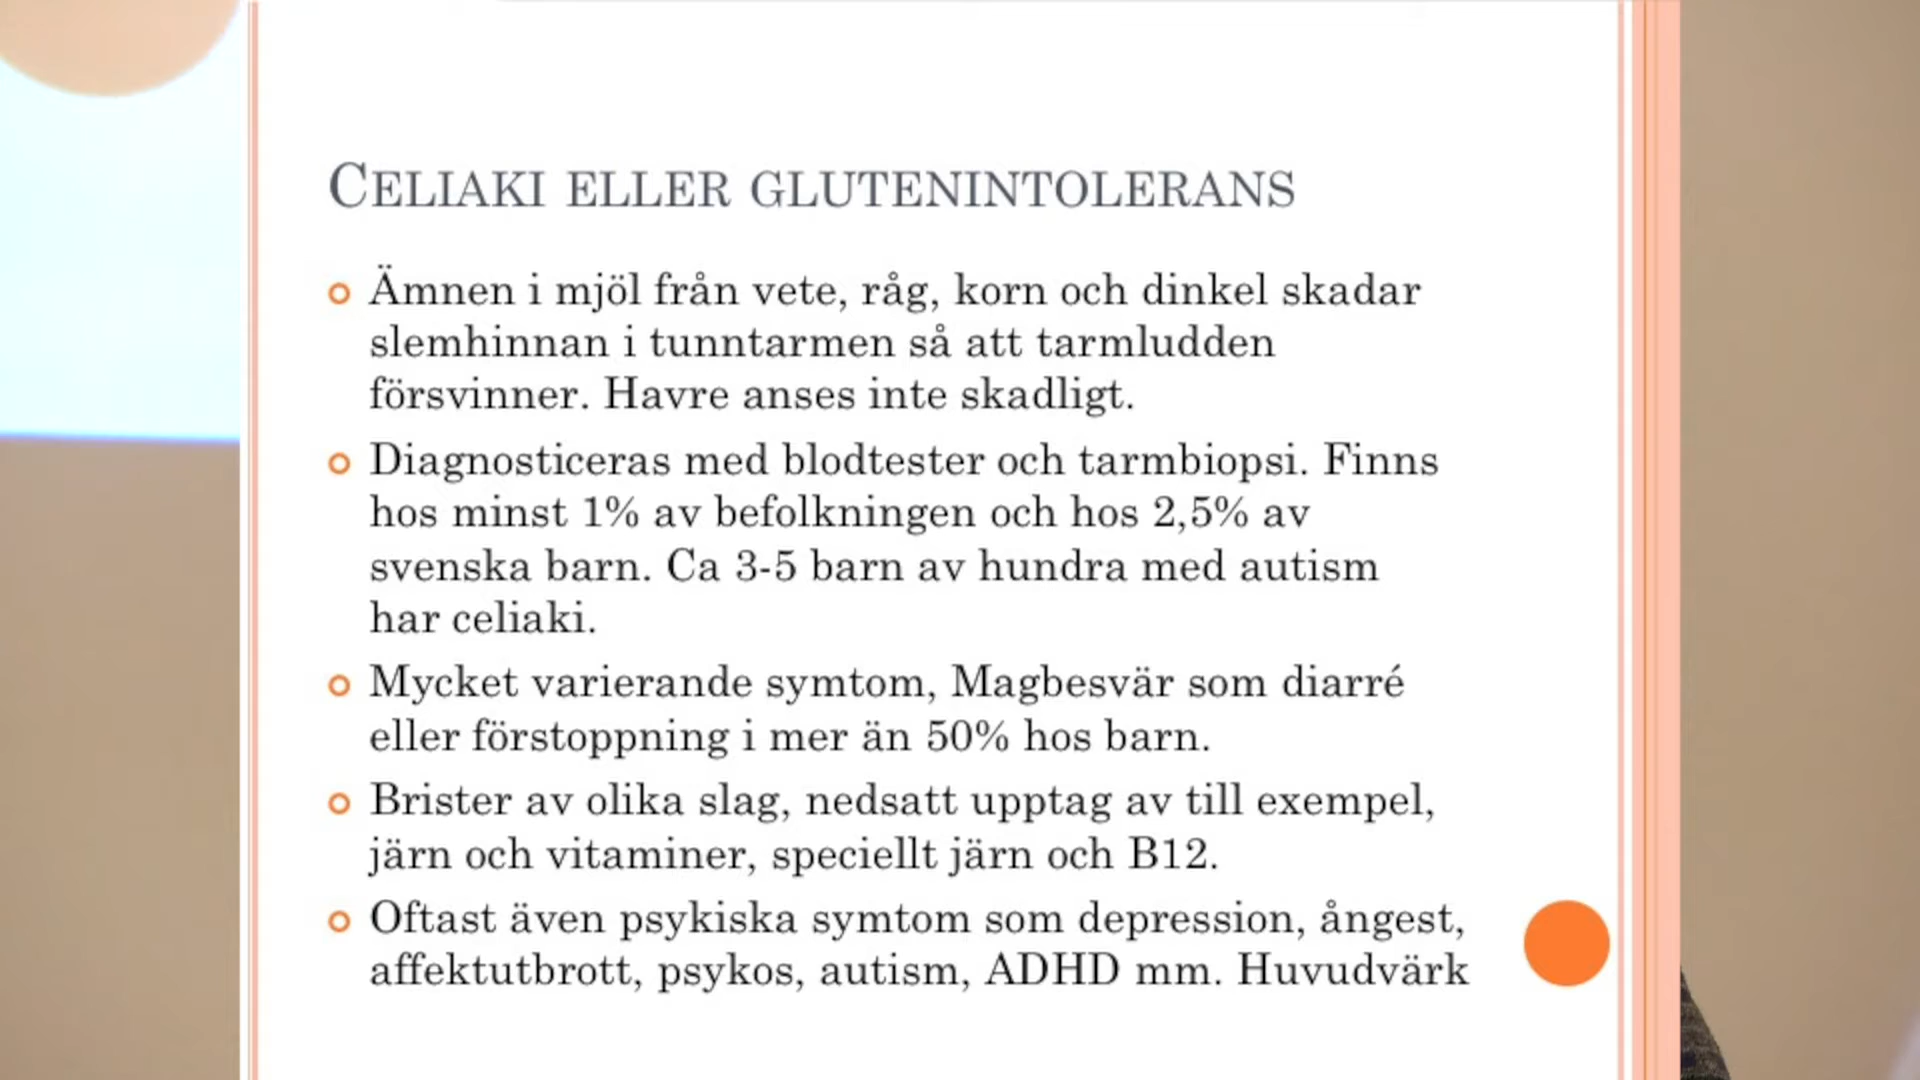 CELIAKI ELLER GLUTENINTOLERANS
Ämnen i mjöl från vete, råg, korn och dinkel skadar
slemhinnan i tunntarmen så att tarmludden
försvinner. Havre anses inte skadligt.
Diagnosticeras med blodtester och tarmbiopsi. Finns
hos minst 1% av befolkningen och hos 2,5% av
svenska barn. Ca 3-5 barn av hundra med autism
har celiaki.
Mycket varierande symtom, Magbesvär som diarré
eller förstoppning i mer än 50% hos barn.
Brister av olika slag, nedsatt upptag av till exempel,
järn och vitaminer, speciellt järn och B12.
Oftast även psykiska symtom som depression, ångest,
affektutbrott, psykos, autism, ADHD mm. Huvudvärk